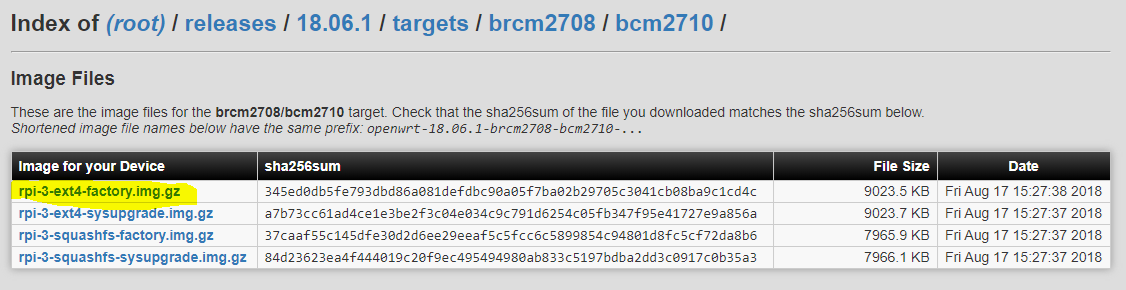 Index of (root) / releases / 18.06.1 / targets / brcm2708 / bcm2710 /
Image Files
These are the image files for the brcm2708/bcm2710 target. Check that the sha256sum of the file you downloaded matches the sha256sum below.
Shortened image file names below have the same prefix: openwrt-18.06.1-brcm2708-bcm2710-...
Image for your Device sha256sum File Size Date
rpi-3-ext4-factory.img.gz 345ed0db5fe793dbd86a081defdbc90a05f7ba02b29705c3041cb08ba9c1cd4c 9023.5 KB Fri Aug 17 15:27:38 2018
rpi-3-ext4-sysupgrade.img.gz a7b73cc61ad4ce1e3be2f3c04e034c9c791d6254c05fb347f95e41727e9a856a 9023.7 KB Fri Aug 17 15:27:37 2018
rpi-3-squashfs-factory.img.gz 37caaf55c145dfe30d2d6ee29eeaf5c5fcc6c5899854c94801d8fc5cf72da8b6 7965.9 KB Fri Aug 17 15:27:37 2018
rpi-3-squashfs-sysupgrade.img.gz 84d23623ea4f444019c20f9ec495494980ab833c5197bdba2dd3c0917c0b35a3 7966.1 KB Fri Aug 17 15:27:37 2018